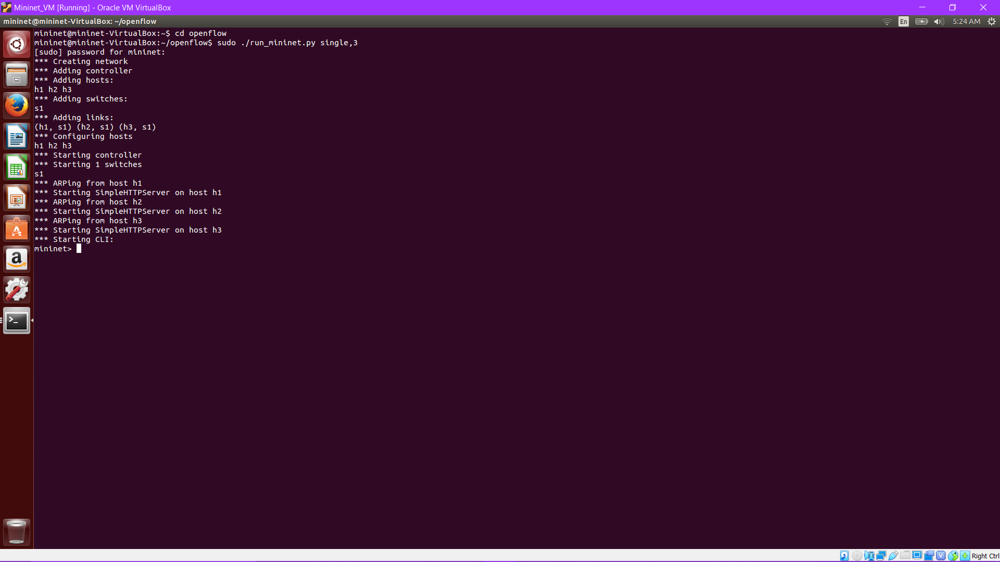 Mininet_VM [Running] - Oracle VM VirtualBox
mininet@mininet-VirtualBox: ~/openflow
En
5:24 AM
mininet@mininet-VirtualBox:~$ cd openflow
mininet@mininet-VirtualBox:~/openflow$ sudo ./run_mininet.py single,3
[sudo] password for mininet:
*** Creating network
*** Adding controller
*** Adding hosts:
h1 h2 h3
*** Adding switches:
s1
*** Adding links:
(h1, s1) (h2, s1) (h3, s1)
*** Configuring hosts
h1 h2 h3
*** Starting controller
*** Starting 1 switches
s1
*** ARPing from host h1
*** Starting SimpleHTTPServer on host h1
*** ARPing from host h2
*** Starting SimpleHTTPServer on host h2
*** ARPing from host h3
*** Starting SimpleHTTPServer on host h3
*** Starting CLI:
mininet>
Right Ctrl